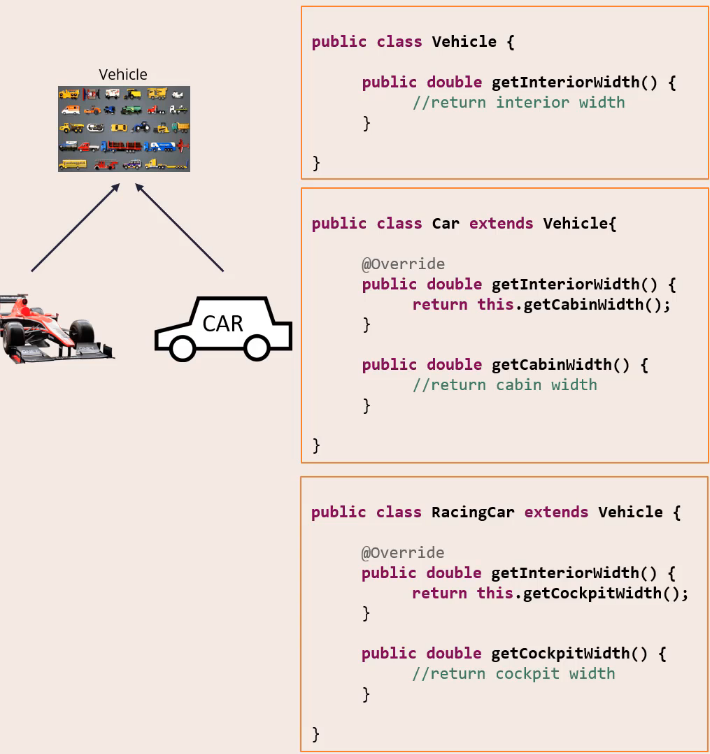 Vehicle
CAR
public class Vehicle {
public double getInteriorWidth() {
//return interior width
}
}
public class Car extends Vehicle{
@Override
public double getInteriorWidth() {
return this.getCabinWidth();
}
public double getCabinWidth() {
//return cabin width
}
}
public class RacingCar extends Vehicle {
@Override
public double getInteriorWidth() {
return this.getCockpitWidth();
}
public double getCockpitWidth() {
//return cockpit width
}
}